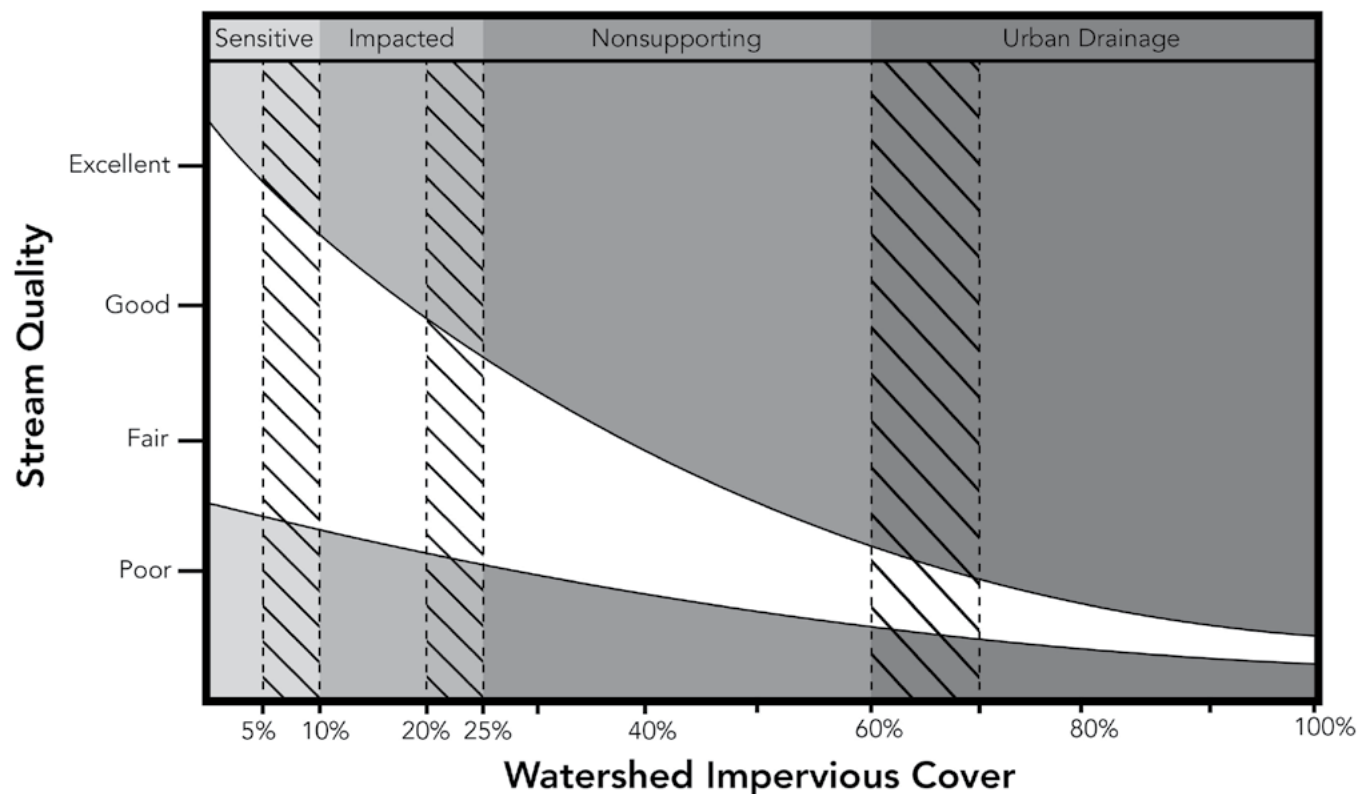 Sensitive Impacted Nonsupporting Urban Drainage
Excellent
Good
Fair
Poor
Stream Quality
5% 10% 20% 25% 40% 60% 80% 100%
Watershed Impervious Cover